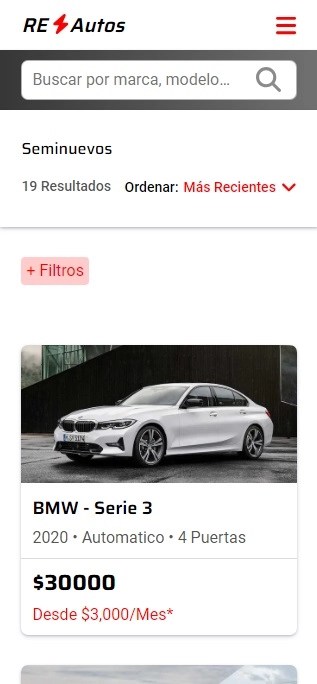 RE Autos
Buscar por marca, modelo...
Seminuevos
19 Resultados Ordenar: Más Recientes
+ Filtros
BMW - Serie 3
2020 • Automatico • 4 Puertas
$30000
Desde $3,000/Mes*